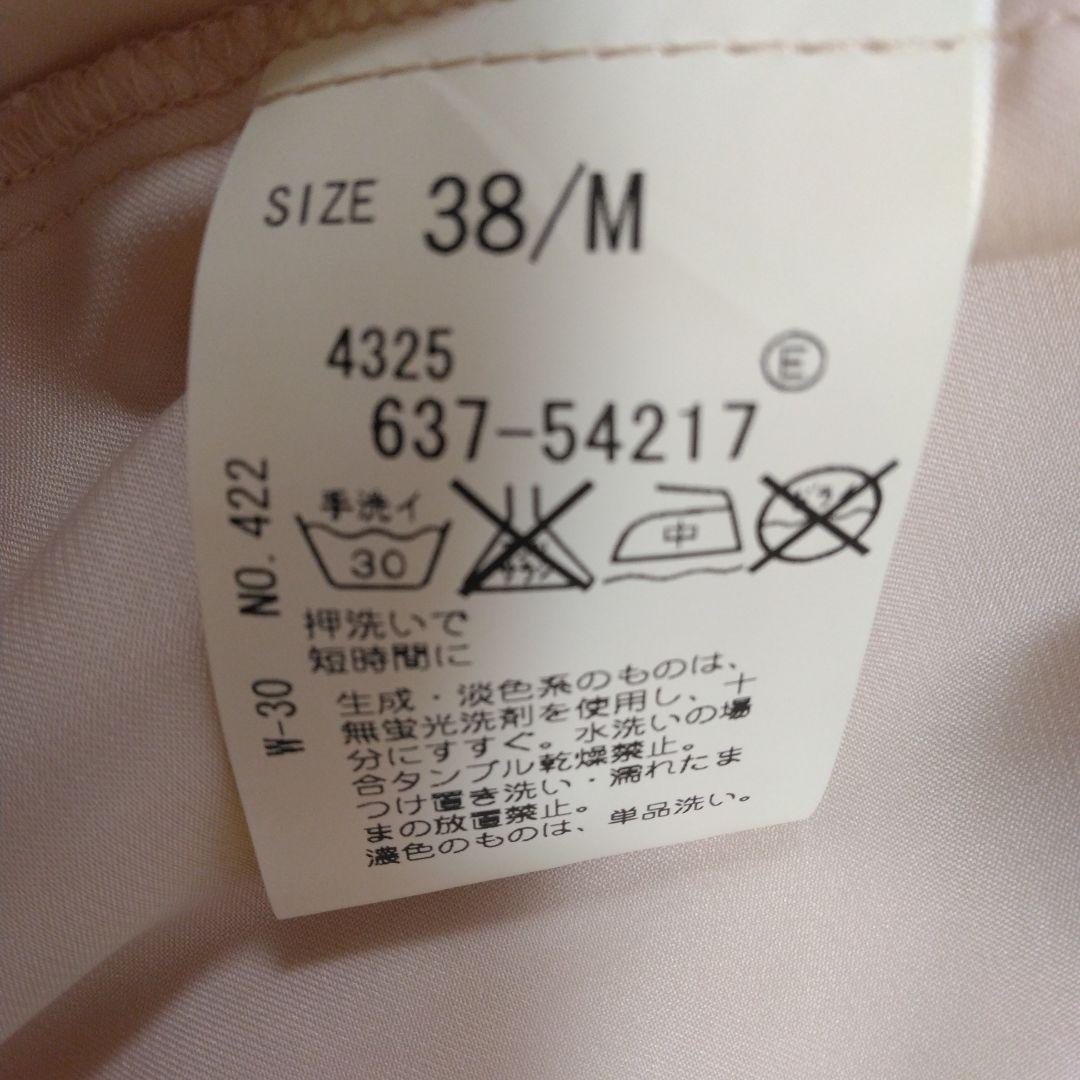 SIZE 38/M
4325
E
637-54217
手洗イ
30
中
NO. 422
W-30
押洗いで
短時間に
生成・淡色系のものは、
無蛍光洗剤を使用し、十
分にすすぐ。水洗いの場
合タンブル乾燥禁止。
つけ置き洗い・濡れたま
まの放置禁止。
濃色のものは、単品洗い。